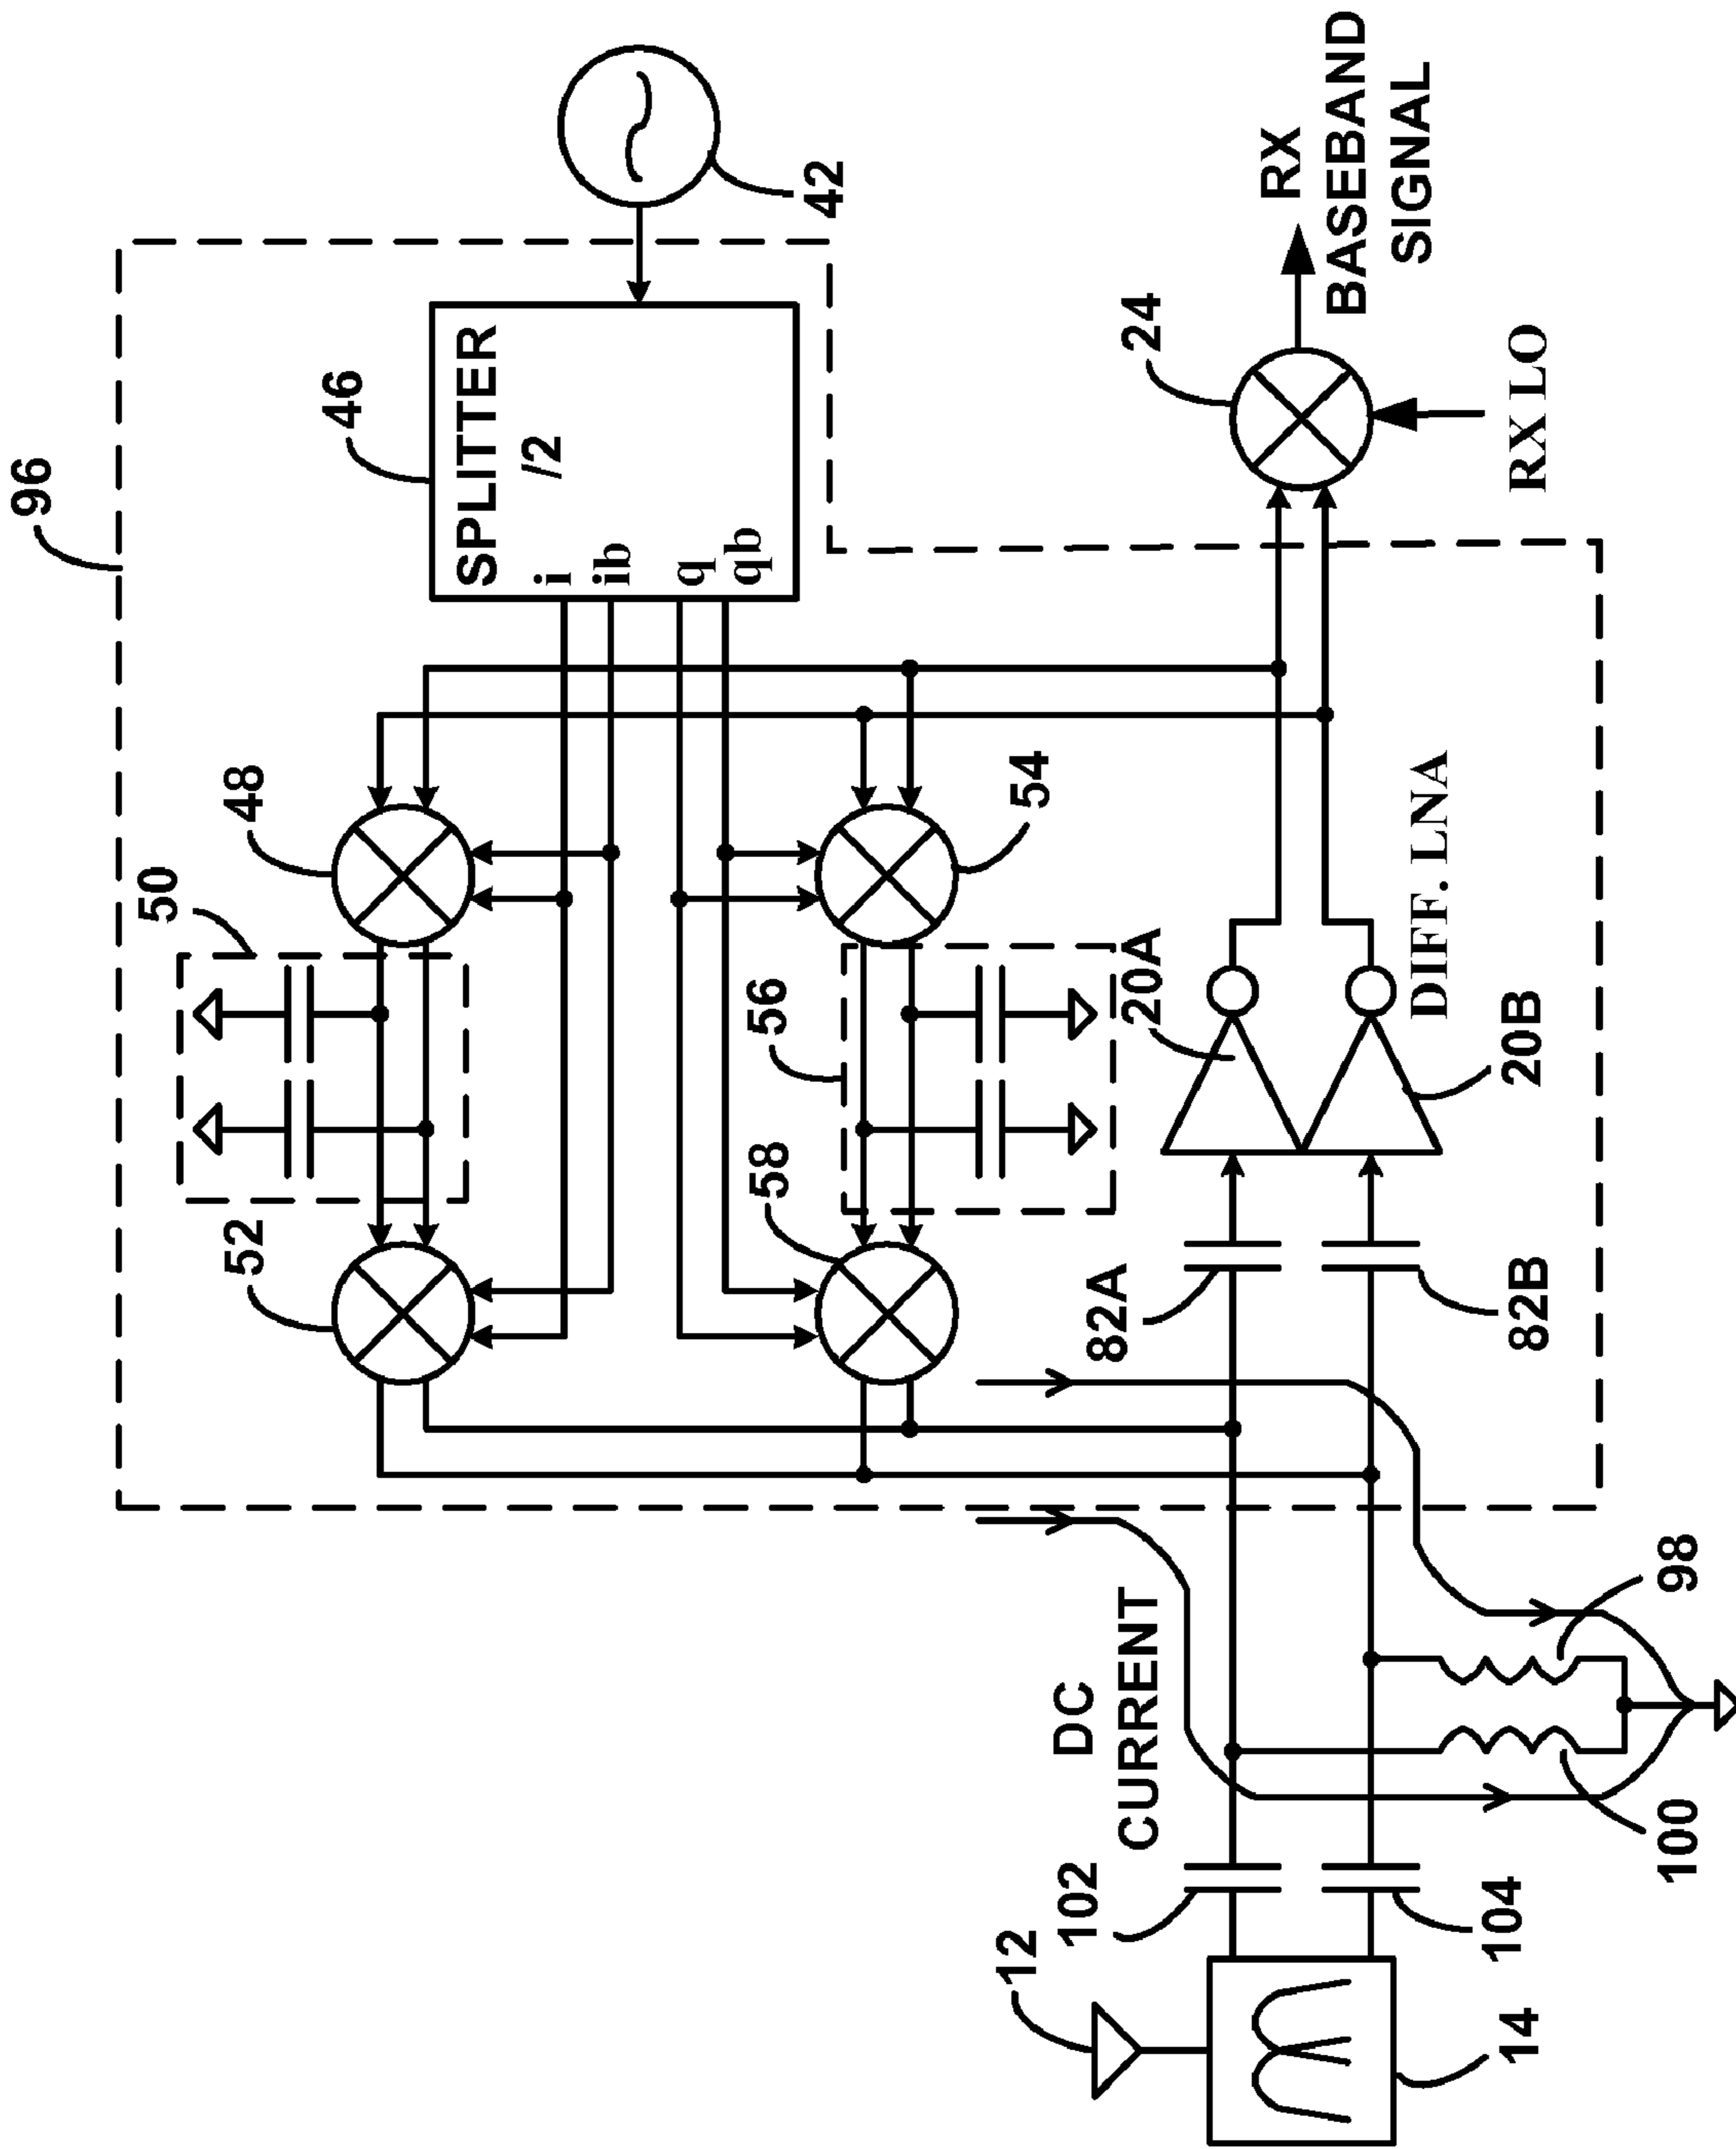 96
46
SPLITTER
/2
i
ib
q
qb
42
48
50
52
54
56
58
24
RX
BASEBAND
SIGNAL
RX LO
20A
20B
DIFF. LNA
82A
82B
DC
CURRENT
98
100
102
104
12
14